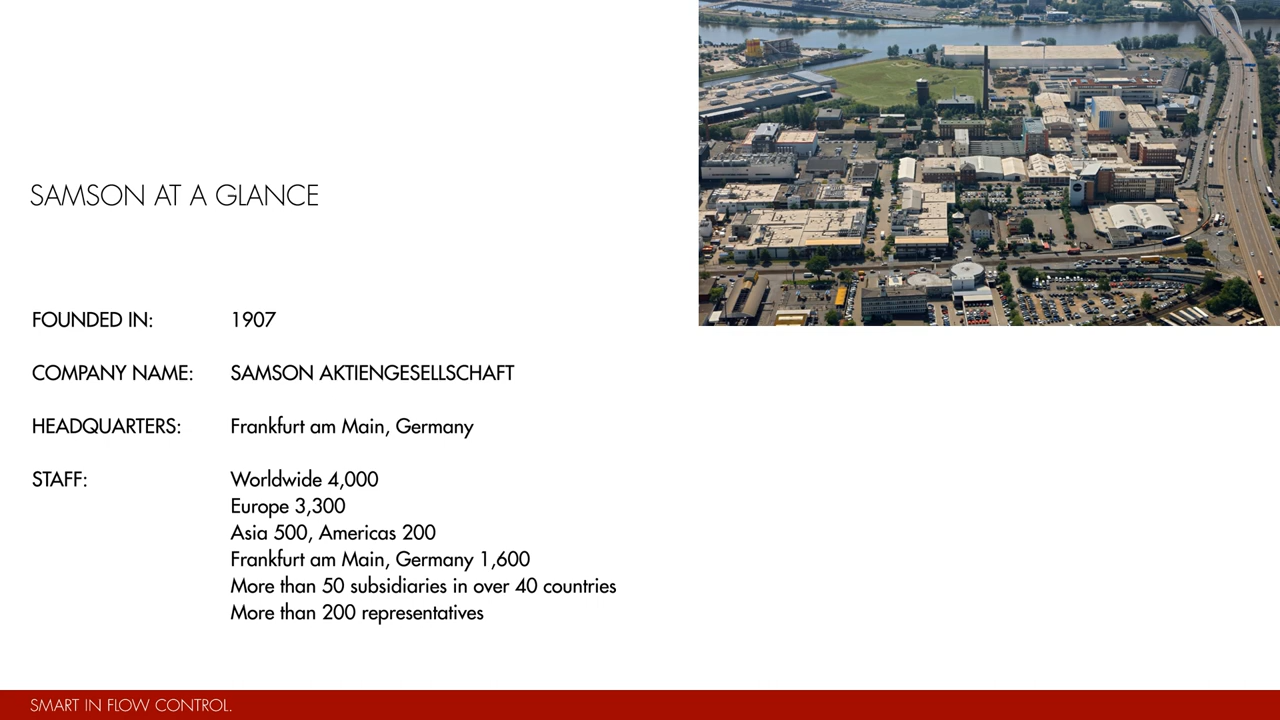 SAMSON AT A GLANCE
FOUNDED IN: 1907
COMPANY NAME: SAMSON AKTIENGESELLSCHAFT
HEADQUARTERS: Frankfurt am Main, Germany
STAFF: Worldwide 4,000
Europe 3,300
Asia 500, Americas 200
Frankfurt am Main, Germany 1,600
More than 50 subsidiaries in over 40 countries
More than 200 representatives
SMART IN FLOW CONTROL.